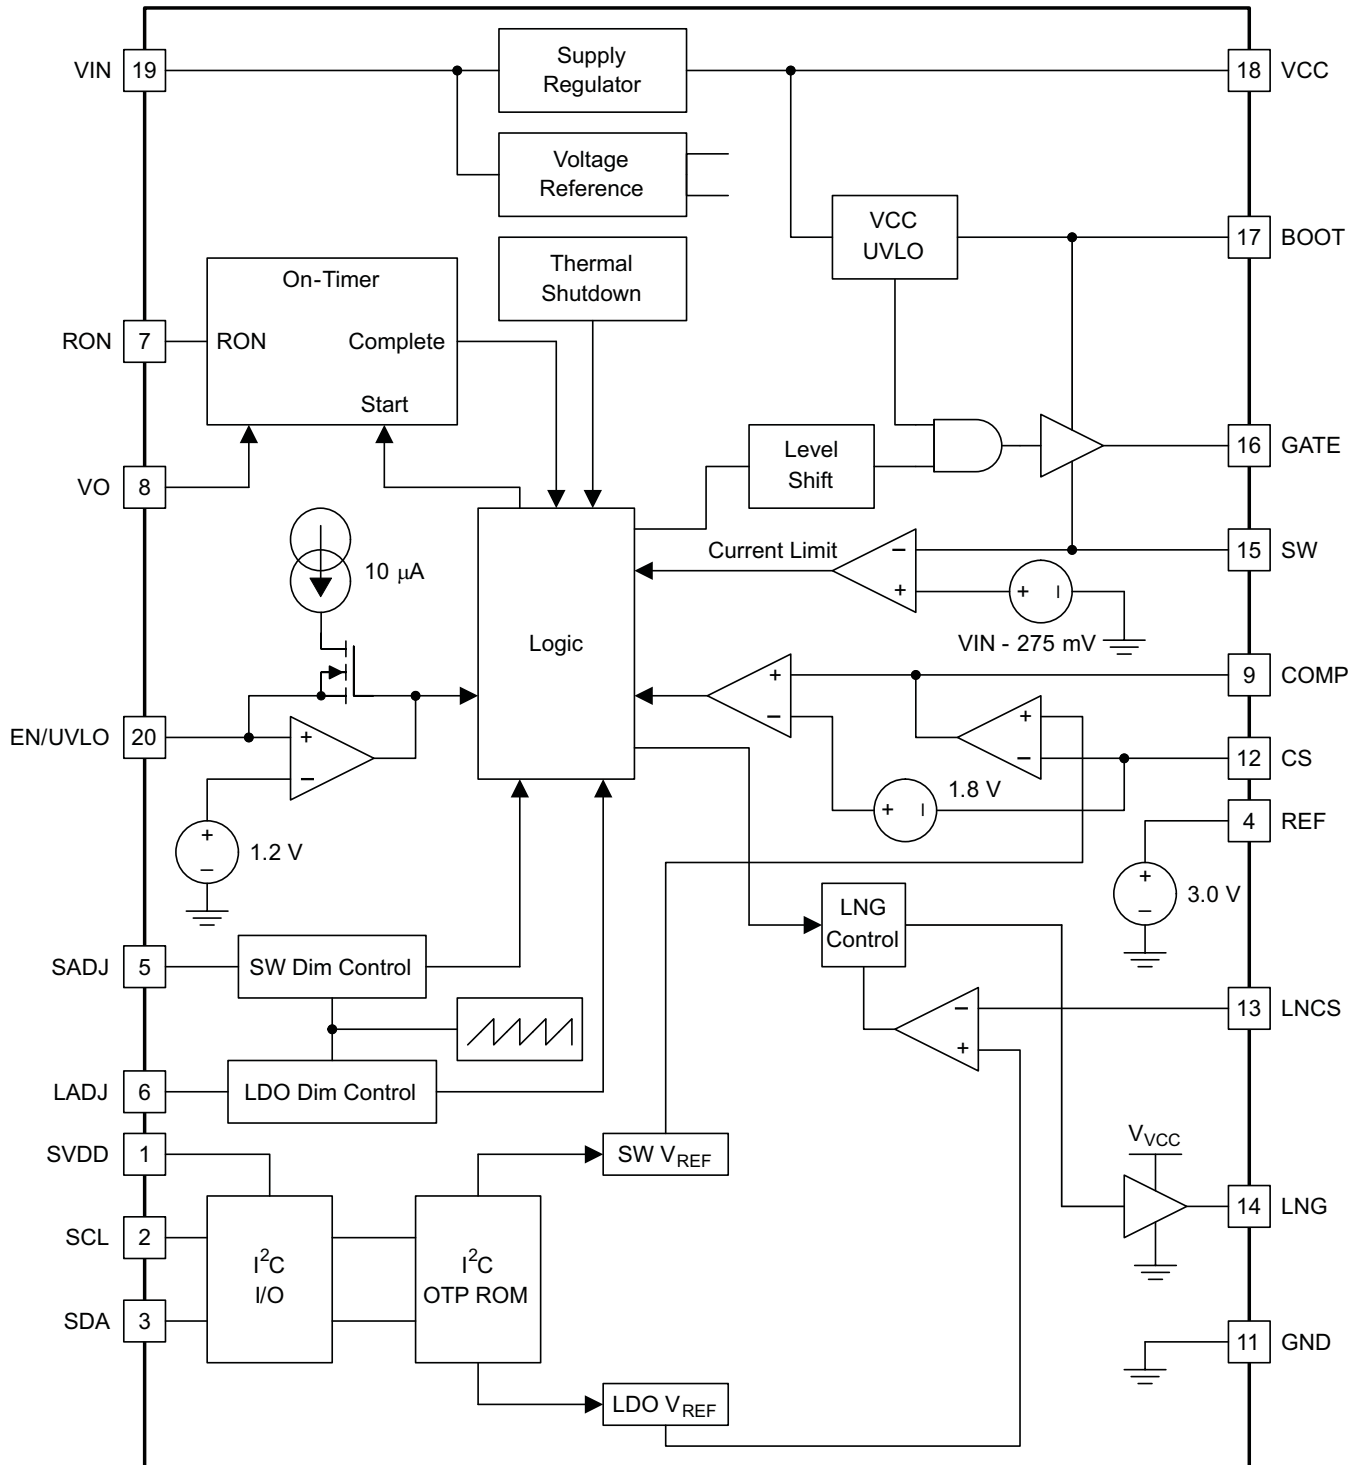 VIN
19
Supply
Regulator
18
VCC
Voltage
Reference
VCC
UVLO
17
BOOT
Thermal
Shutdown
On-Timer
RON
7
RON
Complete
Start
Level
Shift
16
GATE
VO
8
10 μA
Logic
Current Limit
−
+
+ −
15
SW
VIN - 275 mV
+
−
9
COMP
+
−
EN/UVLO
20
+
−
12
CS
+ −
1.8 V
4
REF
+
−
1.2 V
+
−
3.0 V
LNG
Control
SADJ
5
SW Dim Control
−
+
13
LNCS
LADJ
6
LDO Dim Control
SVDD
1
SW VREF
VVCC
SCL
2
I2C
I/O
I2C
OTP ROM
14
LNG
SDA
3
11
GND
LDO VREF